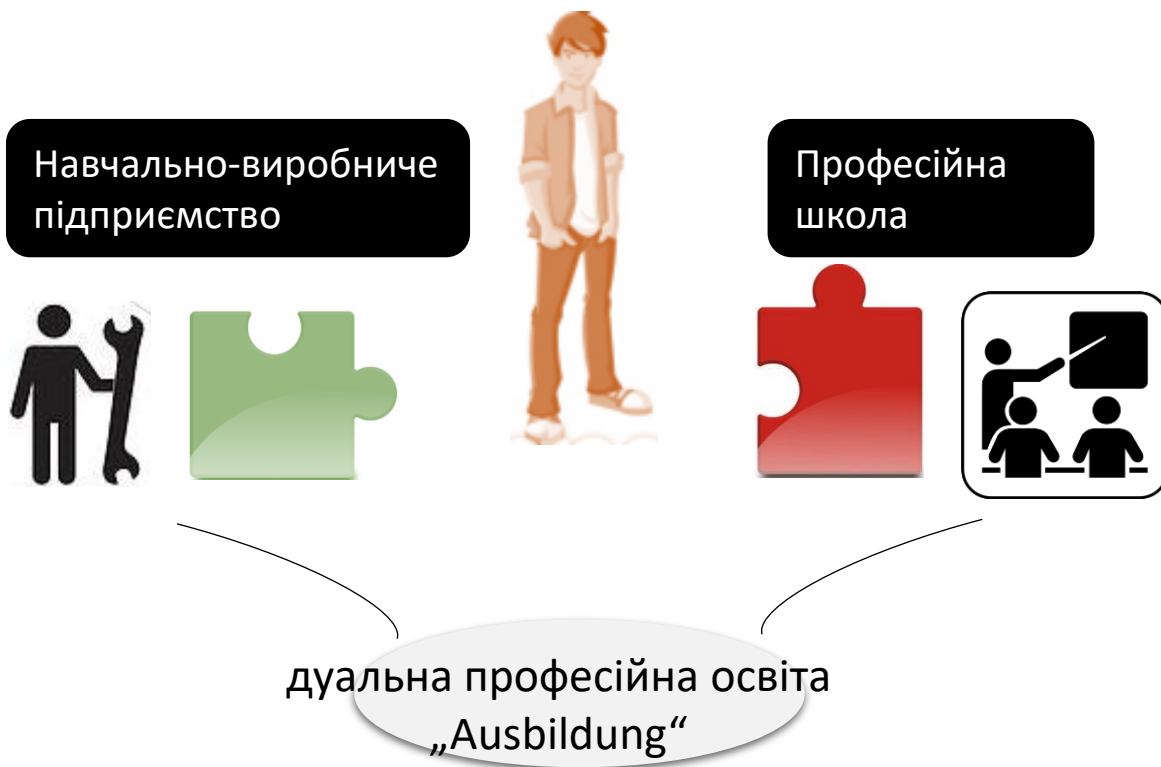 Навчально-виробниче
підприємство
Професійна
школа
дуальна професійна освіта
„Ausbildung“